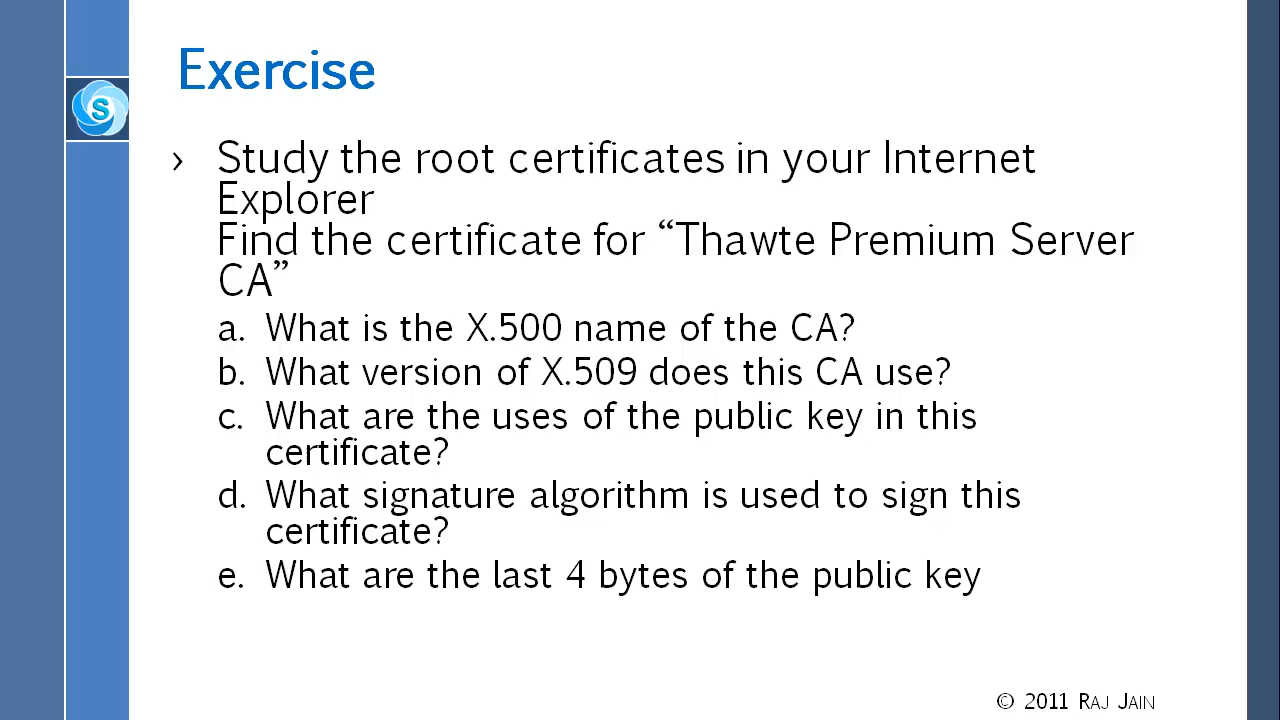 Exercise
S
› Study the root certificates in your Internet
Explorer
Find the certificate for “Thawte Premium Server
CA”
a. What is the X.500 name of the CA?
b. What version of X.509 does this CA use?
c. What are the uses of the public key in this
certificate?
d. What signature algorithm is used to sign this
certificate?
e. What are the last 4 bytes of the public key
© 2011 RAJ JAIN